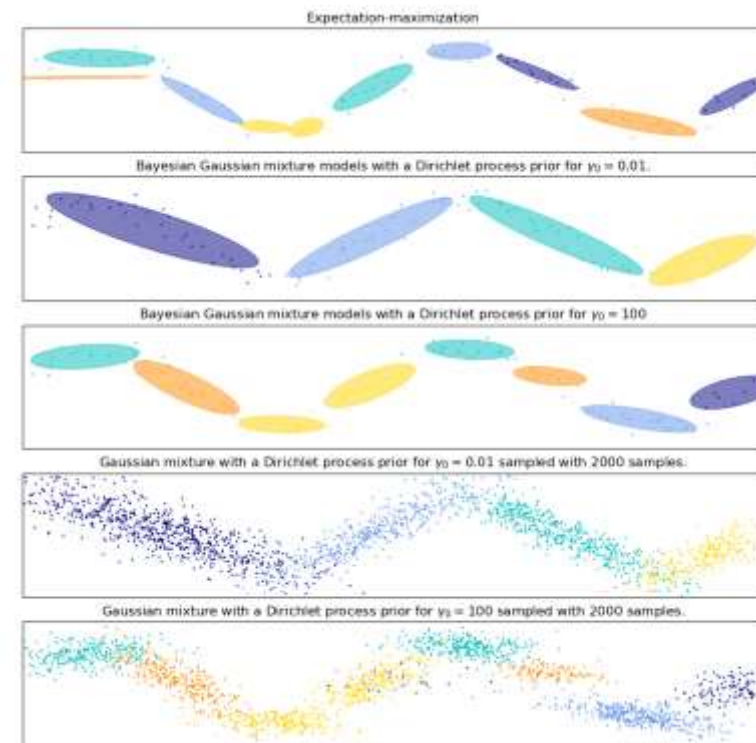 Expectation-maximization
Bayesian Gaussian mixture models with a Dirichlet process prior for γ₀ = 0.01.
Bayesian Gaussian mixture models with a Dirichlet process prior for γ₀ = 100
Gaussian mixture with a Dirichlet process prior for γ₀ = 0.01 sampled with 2000 samples.
Gaussian mixture with a Dirichlet process prior for γ₀ = 100 sampled with 2000 samples.